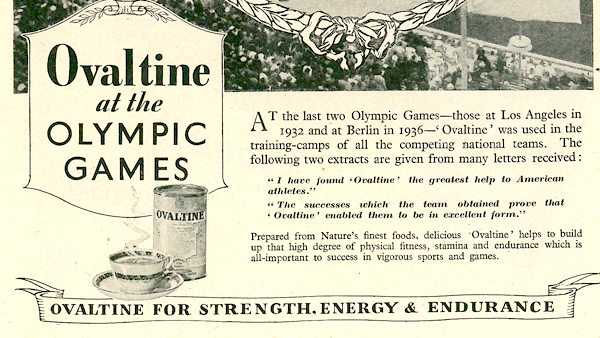 Ovaltine
at the
OLYMPIC
GAMES
OVALTINE
AT the last two Olympic Games—those at Los Angeles in
1932 and at Berlin in 1936—‘Ovaltine’ was used in the
training-camps of all the competing national teams. The
following two extracts are given from many letters received :
“ I have found ‘Ovaltine’ the greatest help to American
athletes.”
“ The successes which the team obtained prove that
‘Ovaltine’ enabled them to be in excellent form.”
Prepared from Nature's finest foods, delicious ‘Ovaltine’ helps to build
up that high degree of physical fitness, stamina and endurance which is
all-important to success in vigorous sports and games.
OVALTINE FOR STRENGTH, ENERGY & ENDURANCE